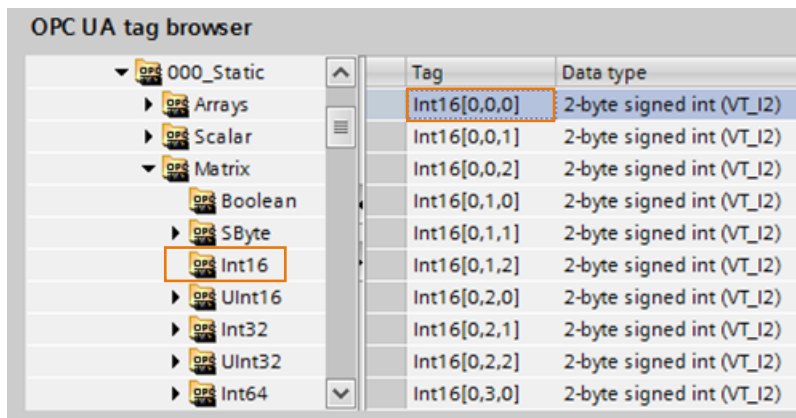 OPC UA tag browser
000_Static
Arrays
Scalar
Matrix
Boolean
SByte
Int16
UInt16
Int32
UInt32
Int64
Tag Data type
Int16[0,0,0] 2-byte signed int (VT_I2)
Int16[0,0,1] 2-byte signed int (VT_I2)
Int16[0,0,2] 2-byte signed int (VT_I2)
Int16[0,1,0] 2-byte signed int (VT_I2)
Int16[0,1,1] 2-byte signed int (VT_I2)
Int16[0,1,2] 2-byte signed int (VT_I2)
Int16[0,2,0] 2-byte signed int (VT_I2)
Int16[0,2,1] 2-byte signed int (VT_I2)
Int16[0,2,2] 2-byte signed int (VT_I2)
Int16[0,3,0] 2-byte signed int (VT_I2)